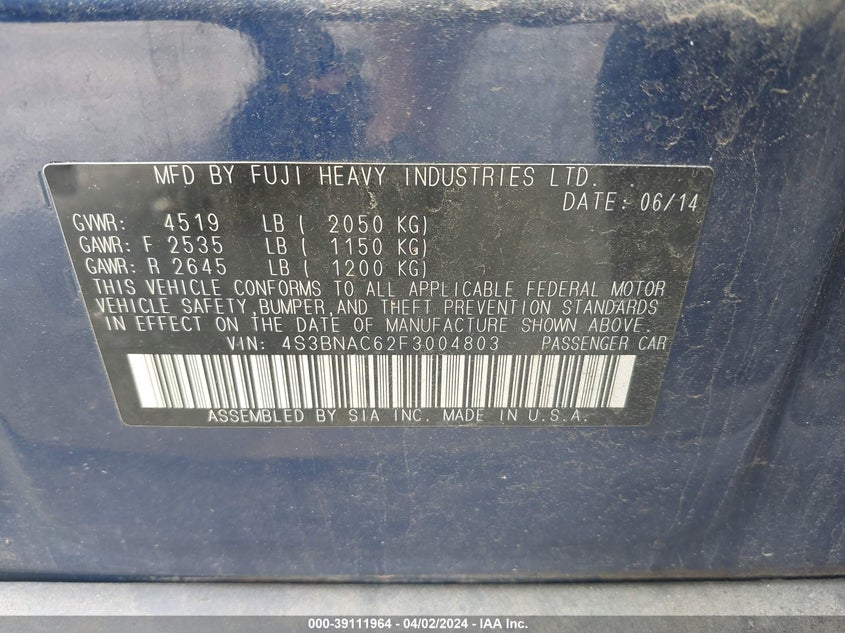 MFD BY FUJI HEAVY INDUSTRIES LTD.
DATE: 06/14
GVWR: 4519 LB ( 2050 KG)
GAWR: F 2535 LB ( 1150 KG)
GAWR: R 2645 LB ( 1200 KG)
THIS VEHICLE CONFORMS TO ALL APPLICABLE FEDERAL MOTOR
VEHICLE SAFETY,BUMPER,AND THEFT PREVENTION STANDARDS
IN EFFECT ON THE DATE OF MANUFACTURE SHOWN ABOVE.
VIN: 4S3BNAC62F3004803 PASSENGER CAR
ASSEMBLED BY SIA INC. MADE IN U.S.A.
000-39111964 - 04/02/2024 - IAA Inc.